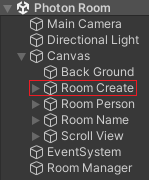 Photon Room
Main Camera
Directional Light
Canvas
Back Ground
Room Create
Room Person
Room Name
Scroll View
EventSystem
Room Manager